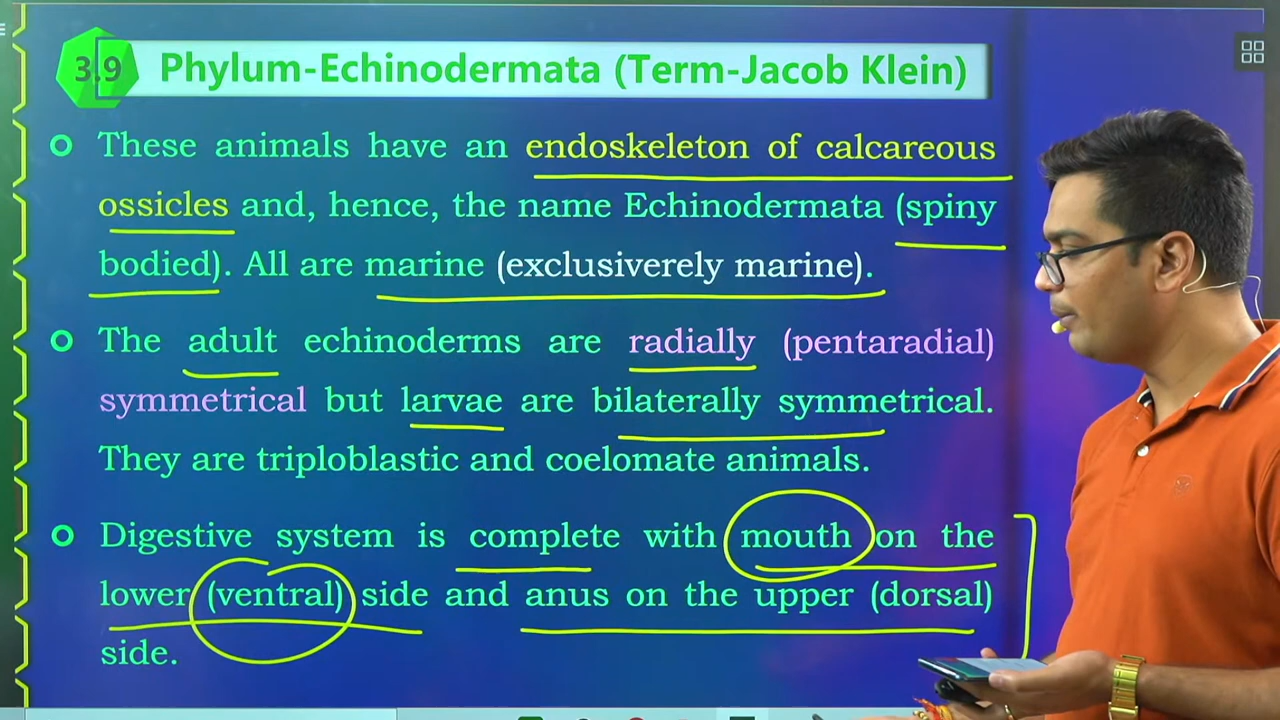 3.9 Phylum-Echinodermata (Term-Jacob Klein)
These animals have an endoskeleton of calcareous
ossicles and, hence, the name Echinodermata (spiny
bodied). All are marine (exclusiverely marine).
The adult echinoderms are radially (pentaradial)
symmetrical but larvae are bilaterally symmetrical.
They are triploblastic and coelomate animals.
Digestive system is complete with mouth on the
lower (ventral) side and anus on the upper (dorsal)
side.